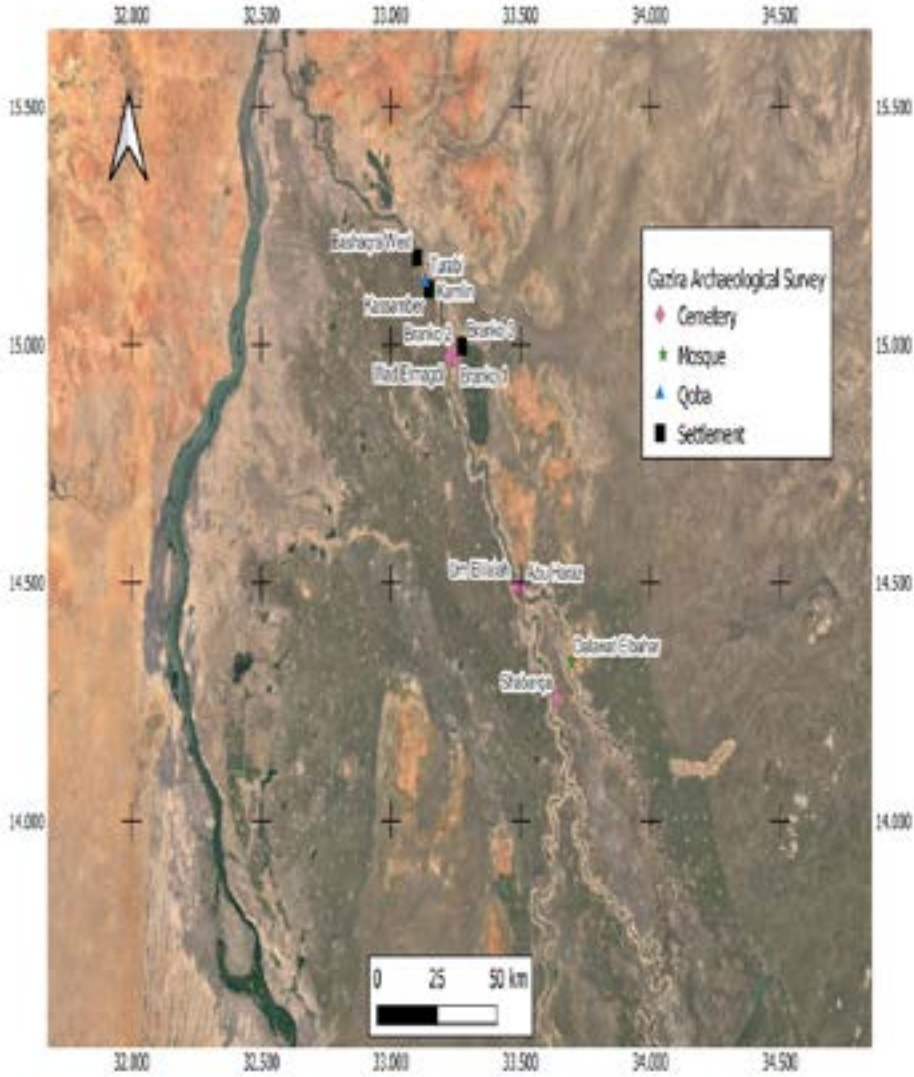 32.000 32.500 33.000 33.500 34.000 34.500
15.500 15.500
Bashagra West
Turabi
Kamlin
Kassamber
Branko 2 Branko 3
15.000 15.000
Wad Elmagdi Branko 1
Gazira Archaeological Survey
Cemetery
Mosque
Qoba
Settlement
Abu Haraz
14.500 14.500
Dalawat Elbahar
Shabarga
14.000 14.000
0 25 50 km
32.000 32.500 33.000 33.500 34.000 34.500